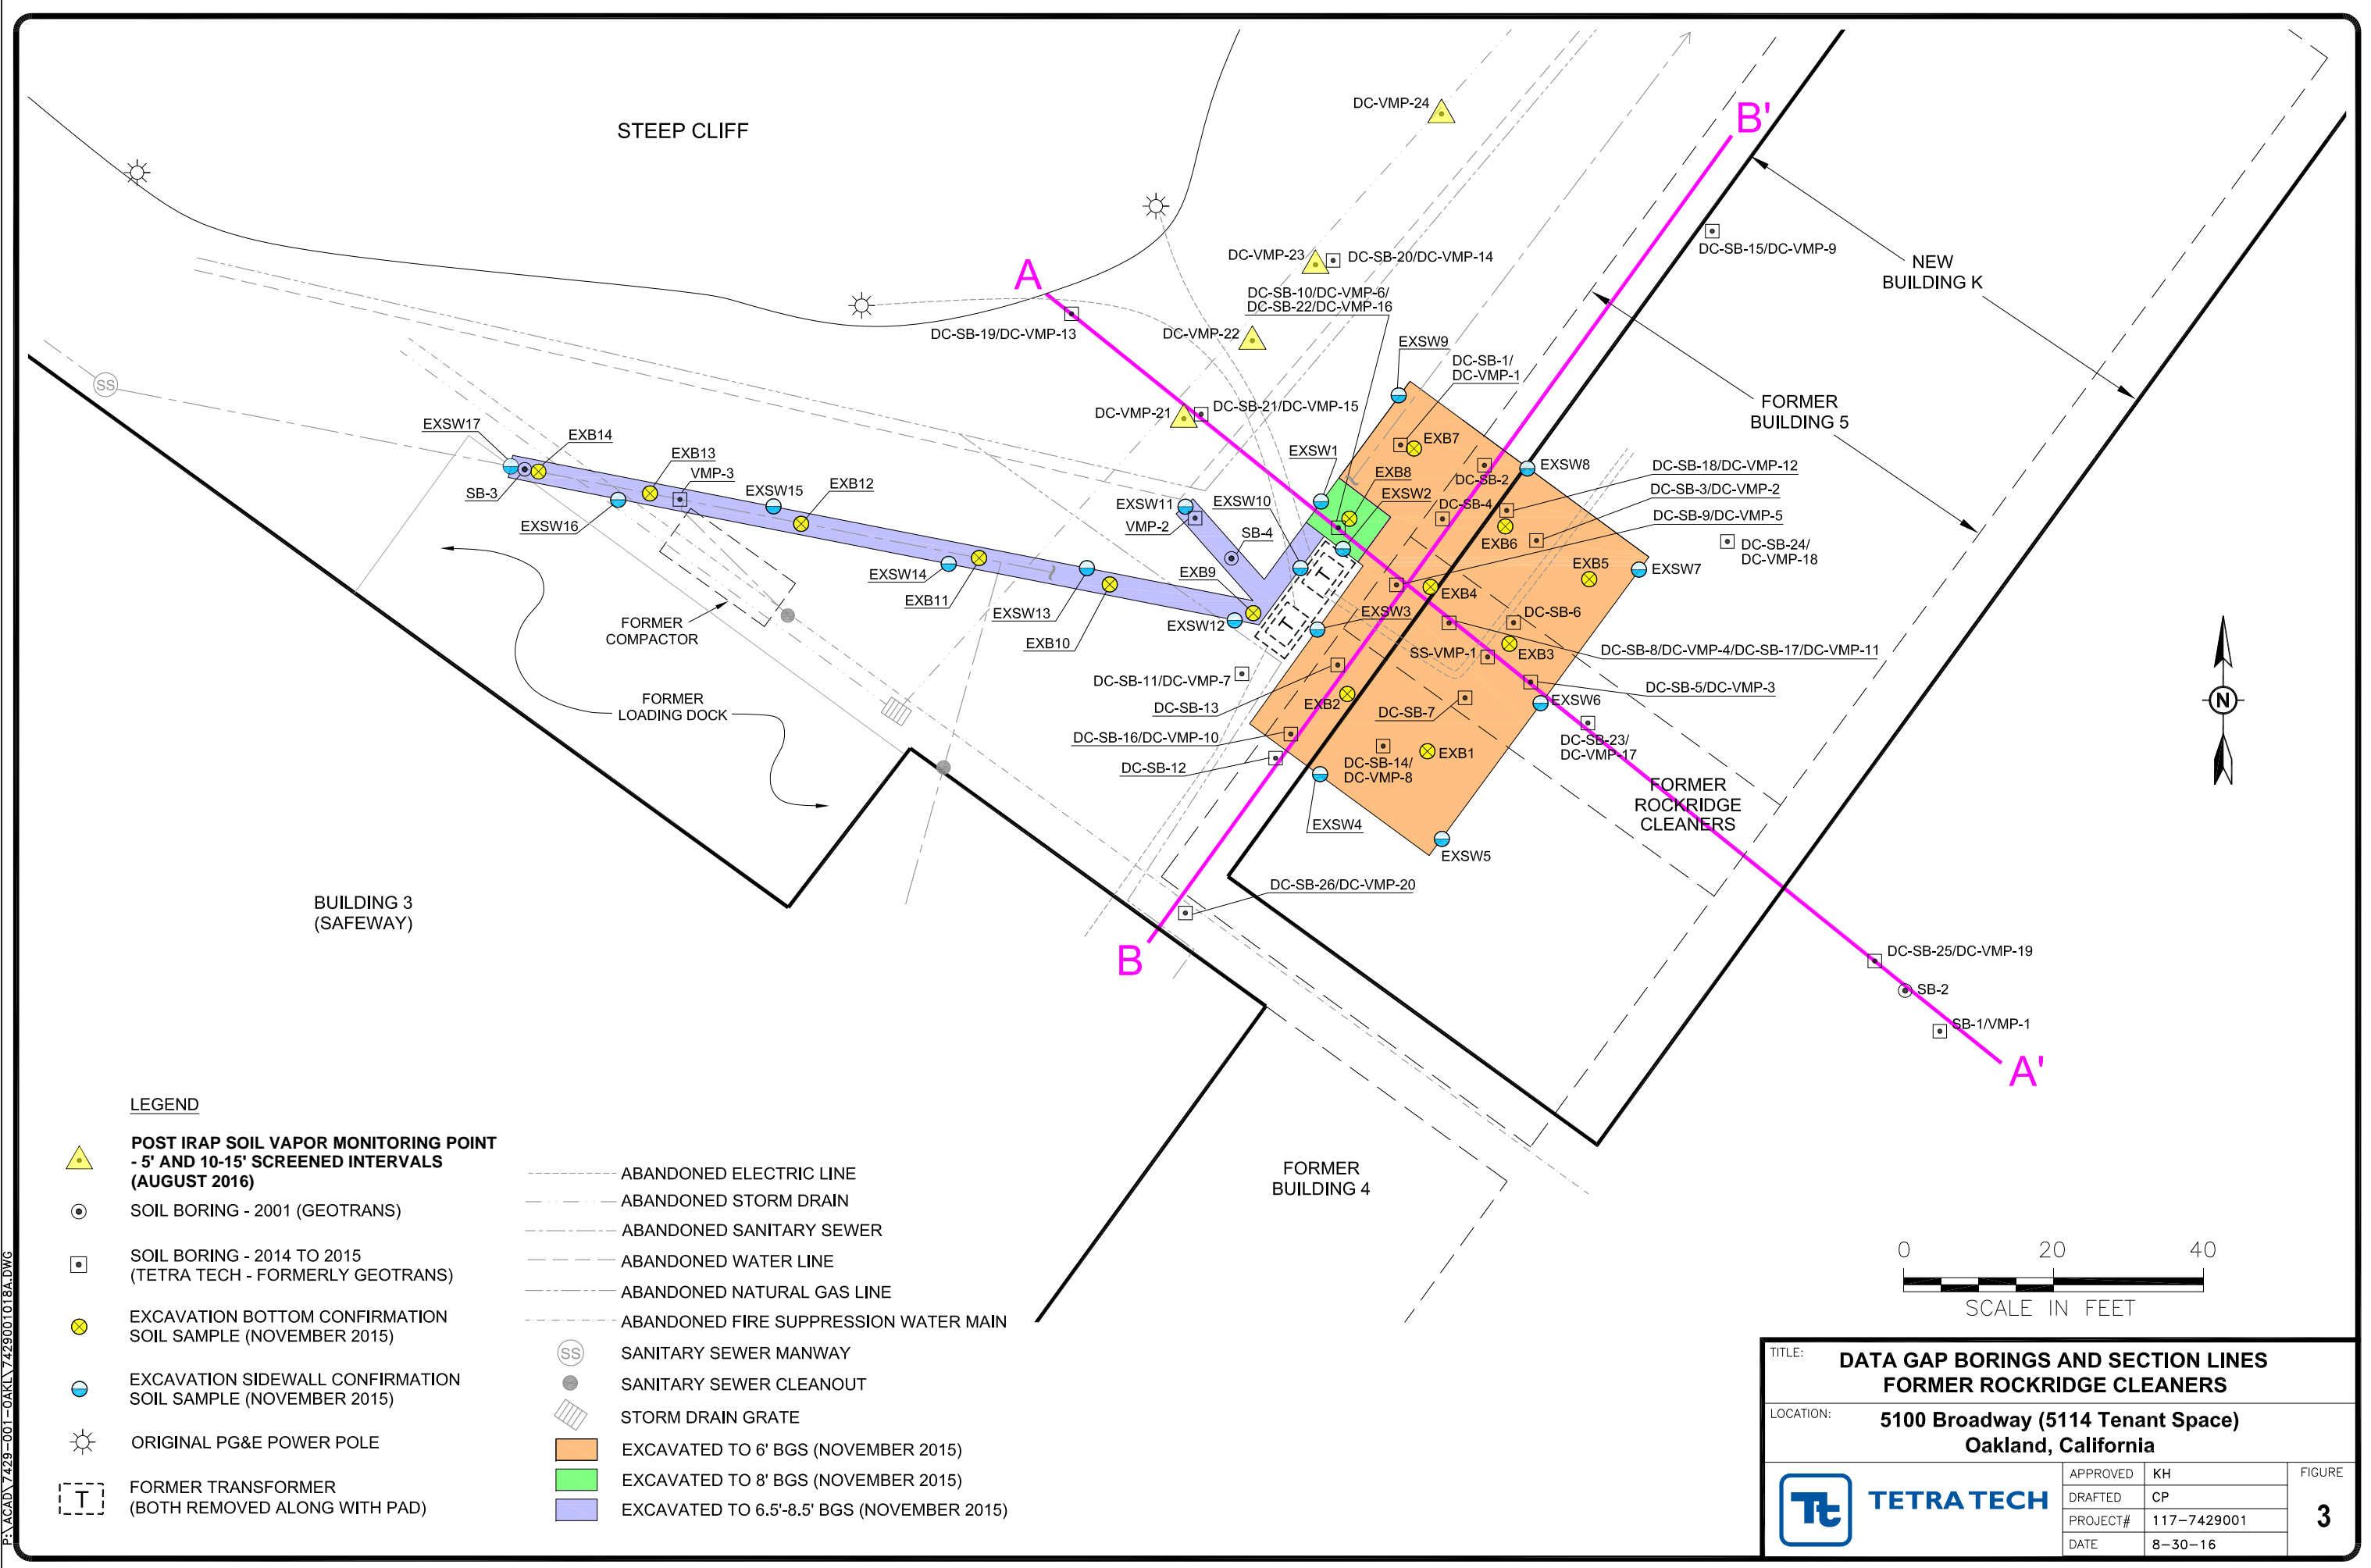 STEEP CLIFF
DC-VMP-24
B'
DC-SB-15/DC-VMP-9
NEW
BUILDING K
DC-VMP-23
DC-SB-20/DC-VMP-14
A
DC-SB-10/DC-VMP-6/
DC-SB-22/DC-VMP-16
DC-SB-19/DC-VMP-13
DC-VMP-22
EXSW9
DC-SB-1/
DC-VMP-1
FORMER
BUILDING 5
SS
DC-VMP-21
DC-SB-21/DC-VMP-15
EXSW17
EXB14
EXB13
VMP-3
EXSW15
EXB12
SB-3
EXSW16
EXSW1
EXB7
EXB8
EXSW2
DC-SB-2
DC-SB-4
EXSW8
DC-SB-18/DC-VMP-12
DC-SB-3/DC-VMP-2
DC-SB-9/DC-VMP-5
EXSW11
EXSW10
VMP-2
SB-4
EXB6
EXB5
DC-SB-24/
DC-VMP-18
EXSW7
EXSW14
EXB11
EXSW13
EXB10
EXB9
EXSW12
T
T
EXB4
EXSW3
DC-SB-6
FORMER
COMPACTOR
SS-VMP-1
EXB3
DC-SB-8/DC-VMP-4/DC-SB-17/DC-VMP-11
DC-SB-5/DC-VMP-3
DC-SB-11/DC-VMP-7
DC-SB-13
EXB2
DC-SB-7
EXSW6
FORMER
LOADING DOCK
DC-SB-16/DC-VMP-10
DC-SB-12
DC-SB-14/
DC-VMP-8
EXB1
DC-SB-23/
DC-VMP-17
FORMER
ROCKRIDGE
CLEANERS
N
EXSW4
EXSW5
BUILDING 3
(SAFEWAY)
DC-SB-26/DC-VMP-20
B
DC-SB-25/DC-VMP-19
SB-2
SB-1/VMP-1
A'
FORMER
BUILDING 4
LEGEND
POST IRAP SOIL VAPOR MONITORING POINT
- 5' AND 10-15' SCREENED INTERVALS
(AUGUST 2016)
SOIL BORING - 2001 (GEOTRANS)
SOIL BORING - 2014 TO 2015
(TETRA TECH - FORMERLY GEOTRANS)
EXCAVATION BOTTOM CONFIRMATION
SOIL SAMPLE (NOVEMBER 2015)
EXCAVATION SIDEWALL CONFIRMATION
SOIL SAMPLE (NOVEMBER 2015)
ORIGINAL PG&E POWER POLE
T
FORMER TRANSFORMER
(BOTH REMOVED ALONG WITH PAD)
ABANDONED ELECTRIC LINE
ABANDONED STORM DRAIN
ABANDONED SANITARY SEWER
ABANDONED WATER LINE
ABANDONED NATURAL GAS LINE
ABANDONED FIRE SUPPRESSION WATER MAIN
SS
SANITARY SEWER MANWAY
SANITARY SEWER CLEANOUT
STORM DRAIN GRATE
EXCAVATED TO 6' BGS (NOVEMBER 2015)
EXCAVATED TO 8' BGS (NOVEMBER 2015)
EXCAVATED TO 6.5'-8.5' BGS (NOVEMBER 2015)
0 20 40
SCALE IN FEET
TITLE:
DATA GAP BORINGS AND SECTION LINES
FORMER ROCKRIDGE CLEANERS
LOCATION:
5100 Broadway (5114 Tenant Space)
Oakland, California
Tt
TETRA TECH
APPROVED KH
DRAFTED CP
PROJECT# 117-7429001
DATE 8-30-16
FIGURE
3
P:\ACAD\7429-001-OAKL\7429001018A.DWG